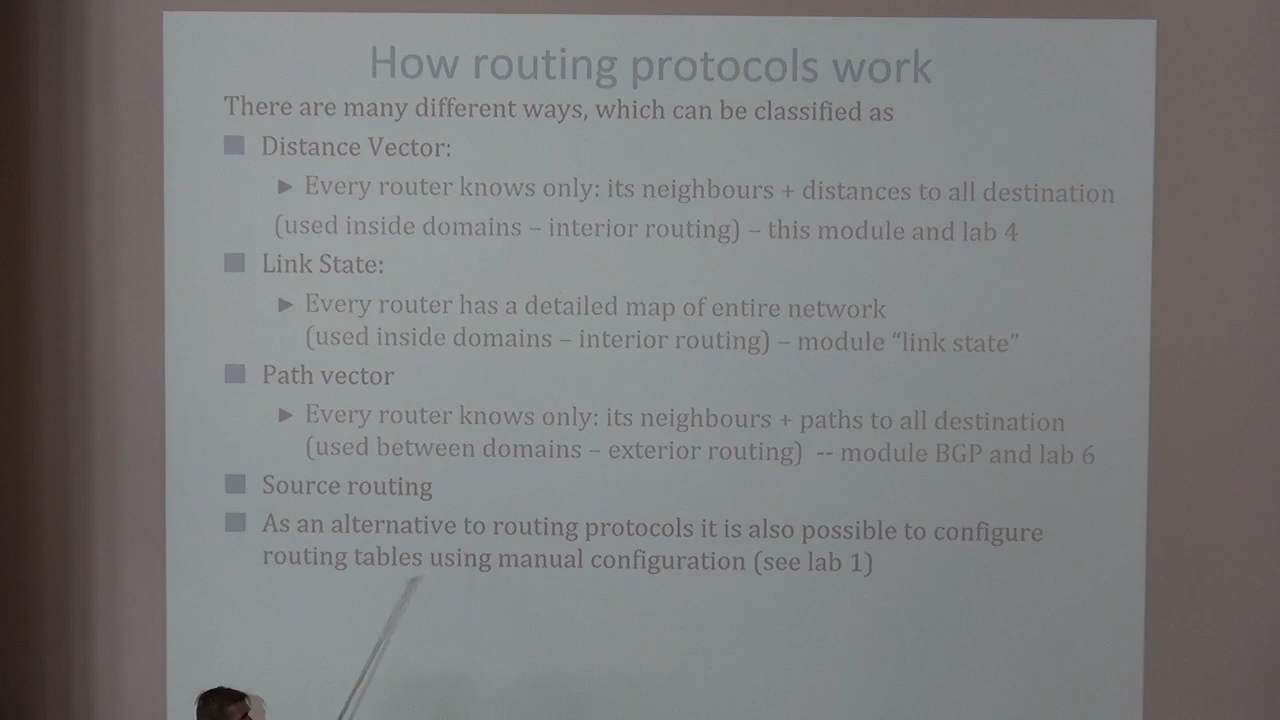 How routing protocols work
There are many different ways, which can be classified as
Distance Vector:
Every router knows only: its neighbours + distances to all destination
(used inside domains – interior routing) – this module and lab 4
Link State:
Every router has a detailed map of entire network
(used inside domains – interior routing) – module “link state”
Path vector
Every router knows only: its neighbours + paths to all destination
(used between domains – exterior routing) -- module BGP and lab 6
Source routing
As an alternative to routing protocols it is also possible to configure
routing tables using manual configuration (see lab 1)